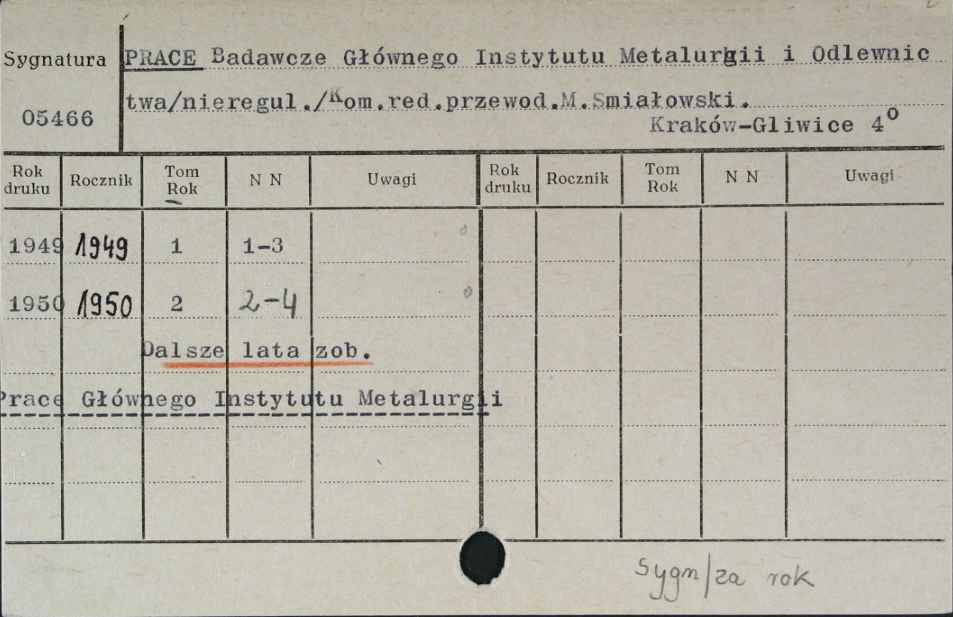 Sygnatura
PRACE Badawcze Głównego Instytutu Metalurgii i Odlewnic
05466
twa/nieregul./Kom.red.przewod.M.Smiałowski.
Kraków-Gliwice 4°
Rok druku Rocznik Tom Rok N N Uwagi Rok druku Rocznik Tom Rok N N Uwagi
1949 1949 1 1-3
1950 1950 2 2-4
Dalsze lata zob.
Prace Głównego Instytutu Metalurgii
Sygn/za rok